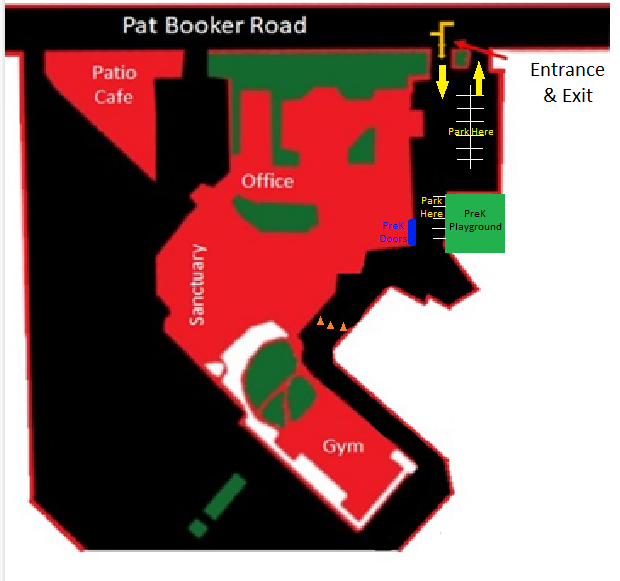 Pat Booker Road
Patio
Cafe
Entrance
& Exit
Park Here
Office
Park
Here
PreK
Playground
PreK
Doors
Sanctuary
Gym